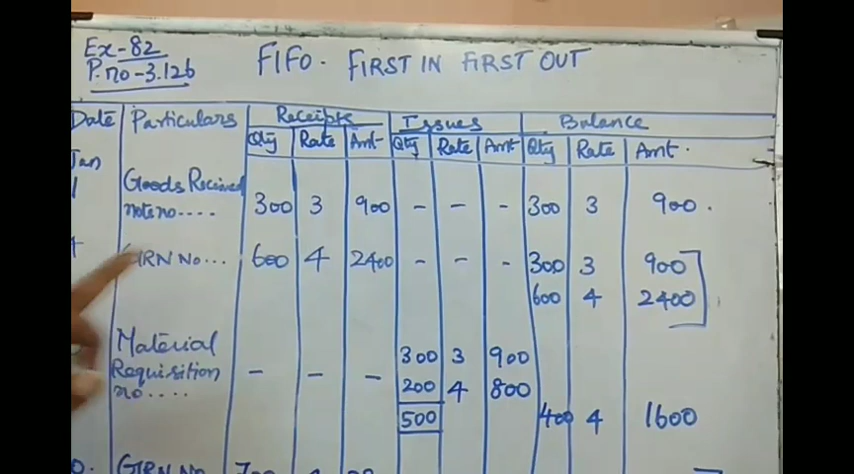 Ex-82
P.no-3.126
FIFO. FIRST IN FIRST OUT
Date Particulars Receipts Issues Balance
Qty Rate Amt Qty Rate Amt Qty Rate Amt.
Jan
1 Goods Received
note no.... 300 3 900 - - - 300 3 900.
GRN No... 600 4 2400 - - - 300 3 900
600 4 2400
Material 300 3 900
Requisition - - - 200 4 800
no.... 500 400 4 1600
GRN No 700